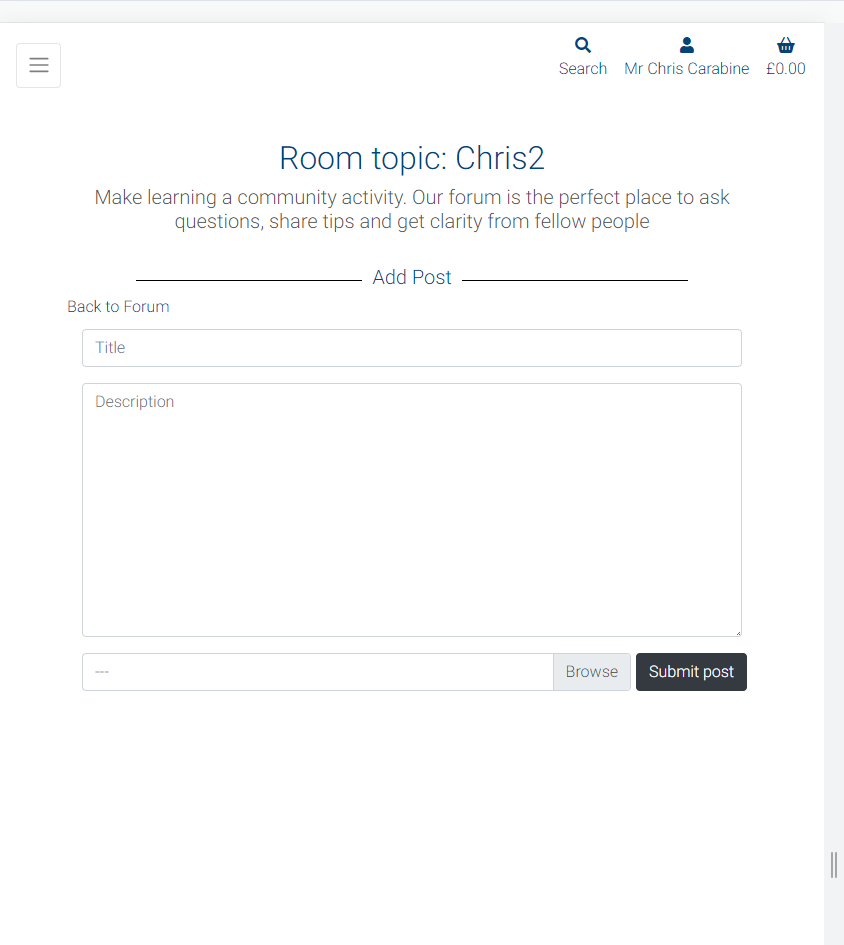 Search Mr Chris Carabine £0.00
Room topic: Chris2
Make learning a community activity. Our forum is the perfect place to ask
questions, share tips and get clarity from fellow people
Add Post
Back to Forum
Title
Description
--- Browse Submit post